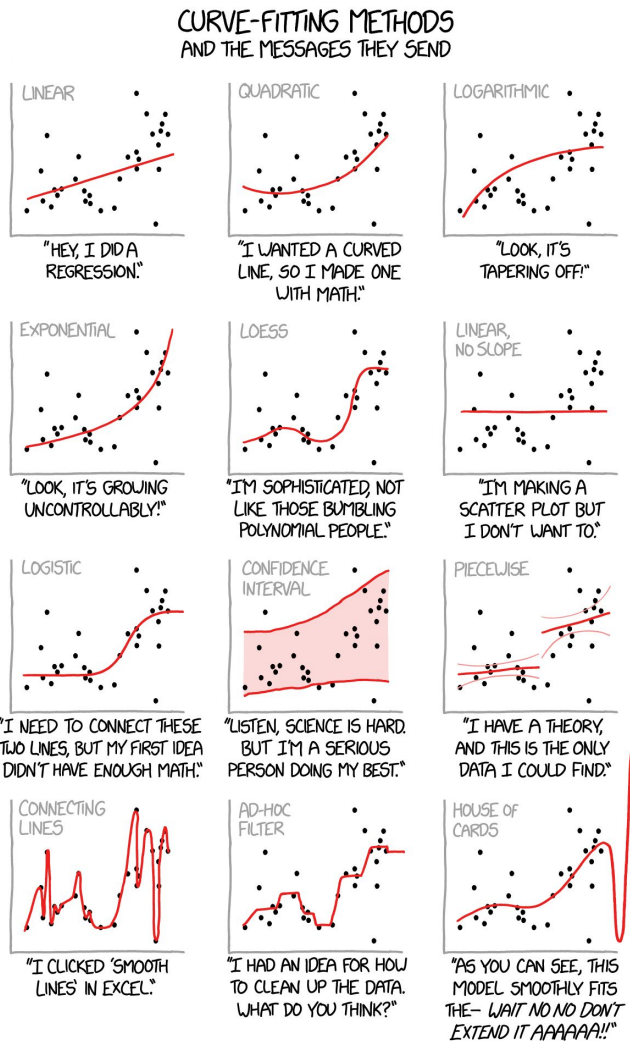 CURVE-FITTING METHODS
AND THE MESSAGES THEY SEND
LINEAR
"HEY, I DID A
REGRESSION."
QUADRATIC
"I WANTED A CURVED
LINE, SO I MADE ONE
WITH MATH."
LOGARITHMIC
"LOOK, IT'S
TAPERING OFF!"
EXPONENTIAL
"LOOK, IT'S GROWING
UNCONTROLLABLY!"
LOESS
"I'M SOPHISTICATED, NOT
LIKE THOSE BUMBLING
POLYNOMIAL PEOPLE."
LINEAR,
NO SLOPE
"I'M MAKING A
SCATTER PLOT BUT
I DON'T WANT TO."
LOGISTIC
"I NEED TO CONNECT THESE
TWO LINES, BUT MY FIRST IDEA
DIDN'T HAVE ENOUGH MATH."
CONFIDENCE
INTERVAL
"LISTEN, SCIENCE IS HARD.
BUT I'M A SERIOUS
PERSON DOING MY BEST."
PIECEWISE
"I HAVE A THEORY,
AND THIS IS THE ONLY
DATA I COULD FIND."
CONNECTING
LINES
"I CLICKED 'SMOOTH
LINES' IN EXCEL."
AD-HOC
FILTER
"I HAD AN IDEA FOR HOW
TO CLEAN UP THE DATA.
WHAT DO YOU THINK?"
HOUSE OF
CARDS
"AS YOU CAN SEE, THIS
MODEL SMOOTHLY FITS
THE- WAIT NO NO DON'T
EXTEND IT AAAAAA!!"